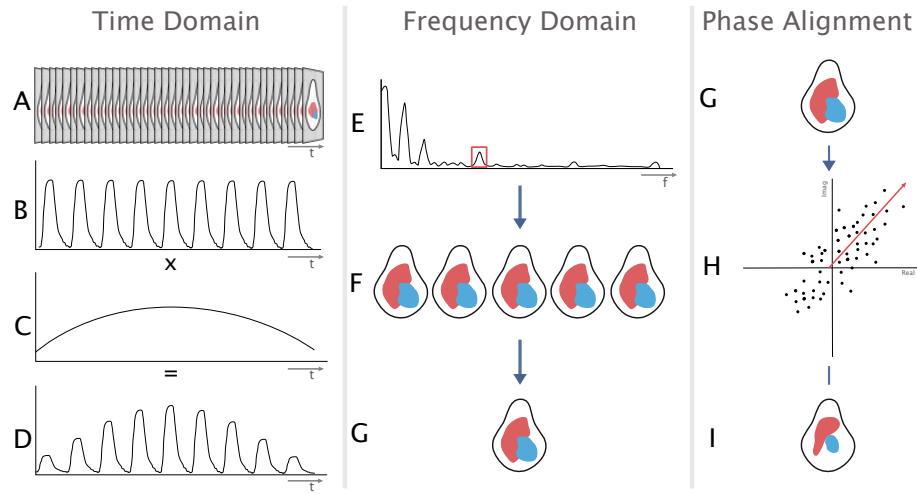 Time Domain
A
t
B
t
x
C
t
=
D
t
Frequency Domain
E
f
F
G
Phase Alignment
G
H
Imag
Real
I